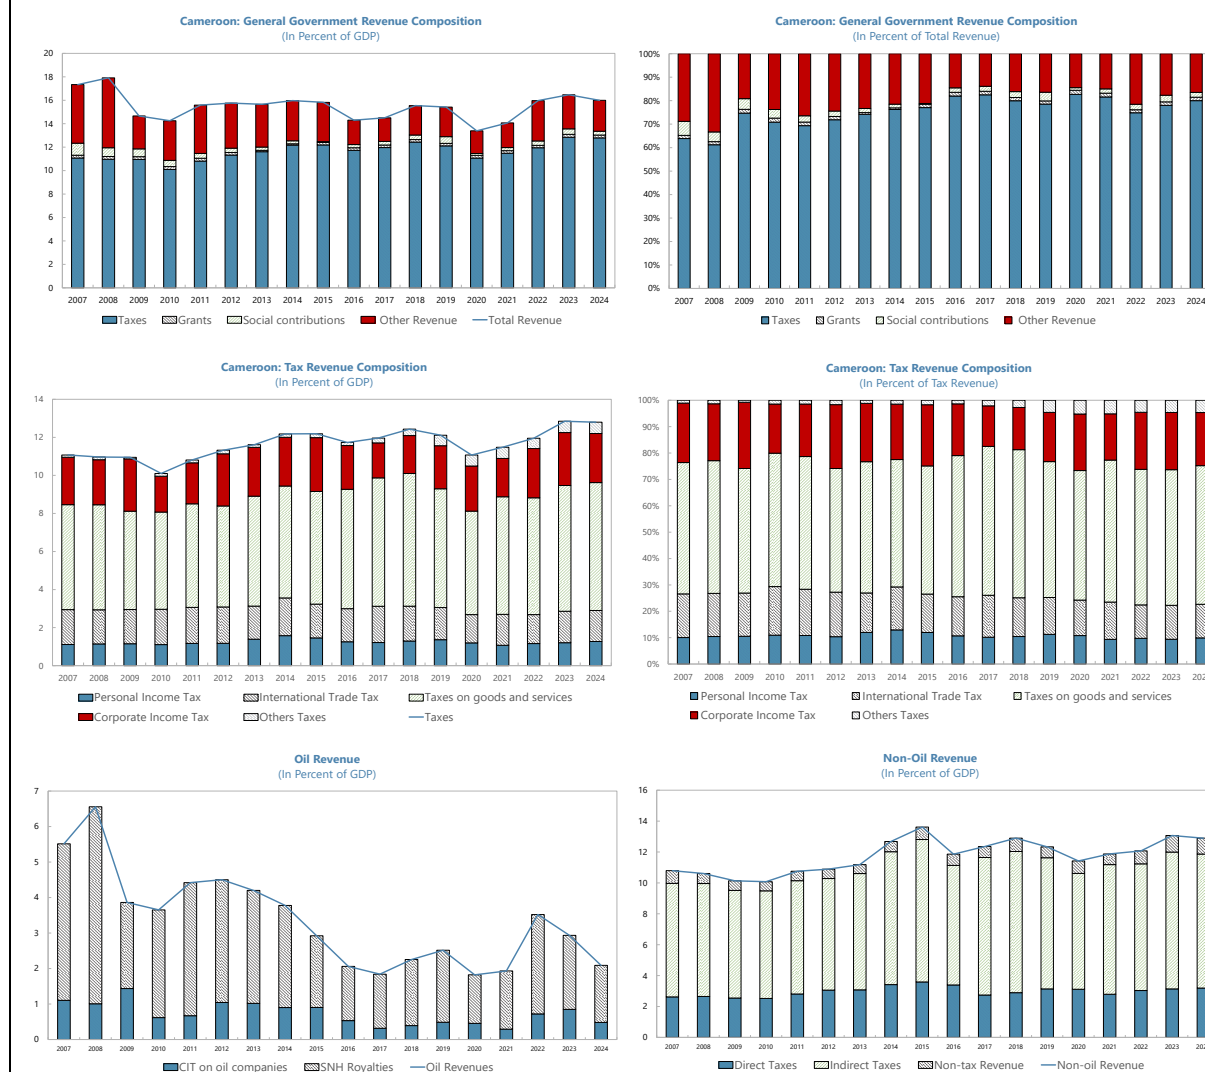 Cameroon: General Government Revenue Composition
(In Percent of GDP)
20
18
16
14
12
10
8
6
4
2
0
2007 2008 2009 2010 2011 2012 2013 2014 2015 2016 2017 2018 2019 2020 2021 2022 2023 2024
Taxes Grants Social contributions Other Revenue Total Revenue
Cameroon: General Government Revenue Composition
(In Percent of Total Revenue)
100%
90%
80%
70%
60%
50%
40%
30%
20%
10%
0%
2007 2008 2009 2010 2011 2012 2013 2014 2015 2016 2017 2018 2019 2020 2021 2022 2023 2024
Taxes Grants Social contributions Other Revenue
Cameroon: Tax Revenue Composition
(In Percent of GDP)
14
12
10
8
6
4
2
0
2007 2008 2009 2010 2011 2012 2013 2014 2015 2016 2017 2018 2019 2020 2021 2022 2023 2024
Personal Income Tax International Trade Tax Taxes on goods and services
Corporate Income Tax Others Taxes Taxes
Cameroon: Tax Revenue Composition
(In Percent of Tax Revenue)
100%
90%
80%
70%
60%
50%
40%
30%
20%
10%
0%
2007 2008 2009 2010 2011 2012 2013 2014 2015 2016 2017 2018 2019 2020 2021 2022 2023
Personal Income Tax International Trade Tax Taxes on goods and services
Corporate Income Tax Others Taxes
Oil Revenue
(In Percent of GDP)
7
6
5
4
3
2
1
0
2007 2008 2009 2010 2011 2012 2013 2014 2015 2016 2017 2018 2019 2020 2021 2022 2023 2024
CIT on oil companies SNH Royalties Oil Revenues
Non-Oil Revenue
(In Percent of GDP)
16
14
12
10
8
6
4
2
0
2007 2008 2009 2010 2011 2012 2013 2014 2015 2016 2017 2018 2019 2020 2021 2022 2023
Direct Taxes Indirect Taxes Non-tax Revenue Non-oil Revenue